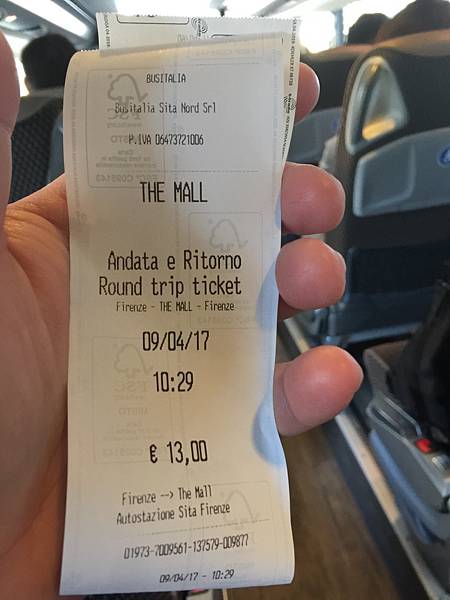 BUSITALIA
Busitalia Sita Nord Srl
P.IVA 06473721006
THE MALL
Andata e Ritorno
Round trip ticket
Firenze - THE MALL - Firenze
09/04/17
10:29
€ 13,00
Firenze --> The Mall
Autostazione Sita Firenze
01973-7009561-137579-009877
09/04/17 - 10:29